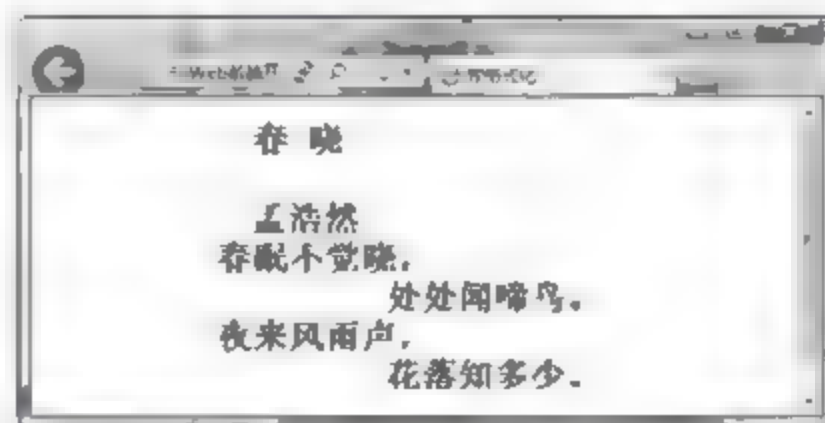 春 晓
孟浩然
春眠不觉晓，
处处闻啼鸟。
夜来风雨声，
花落知多少。